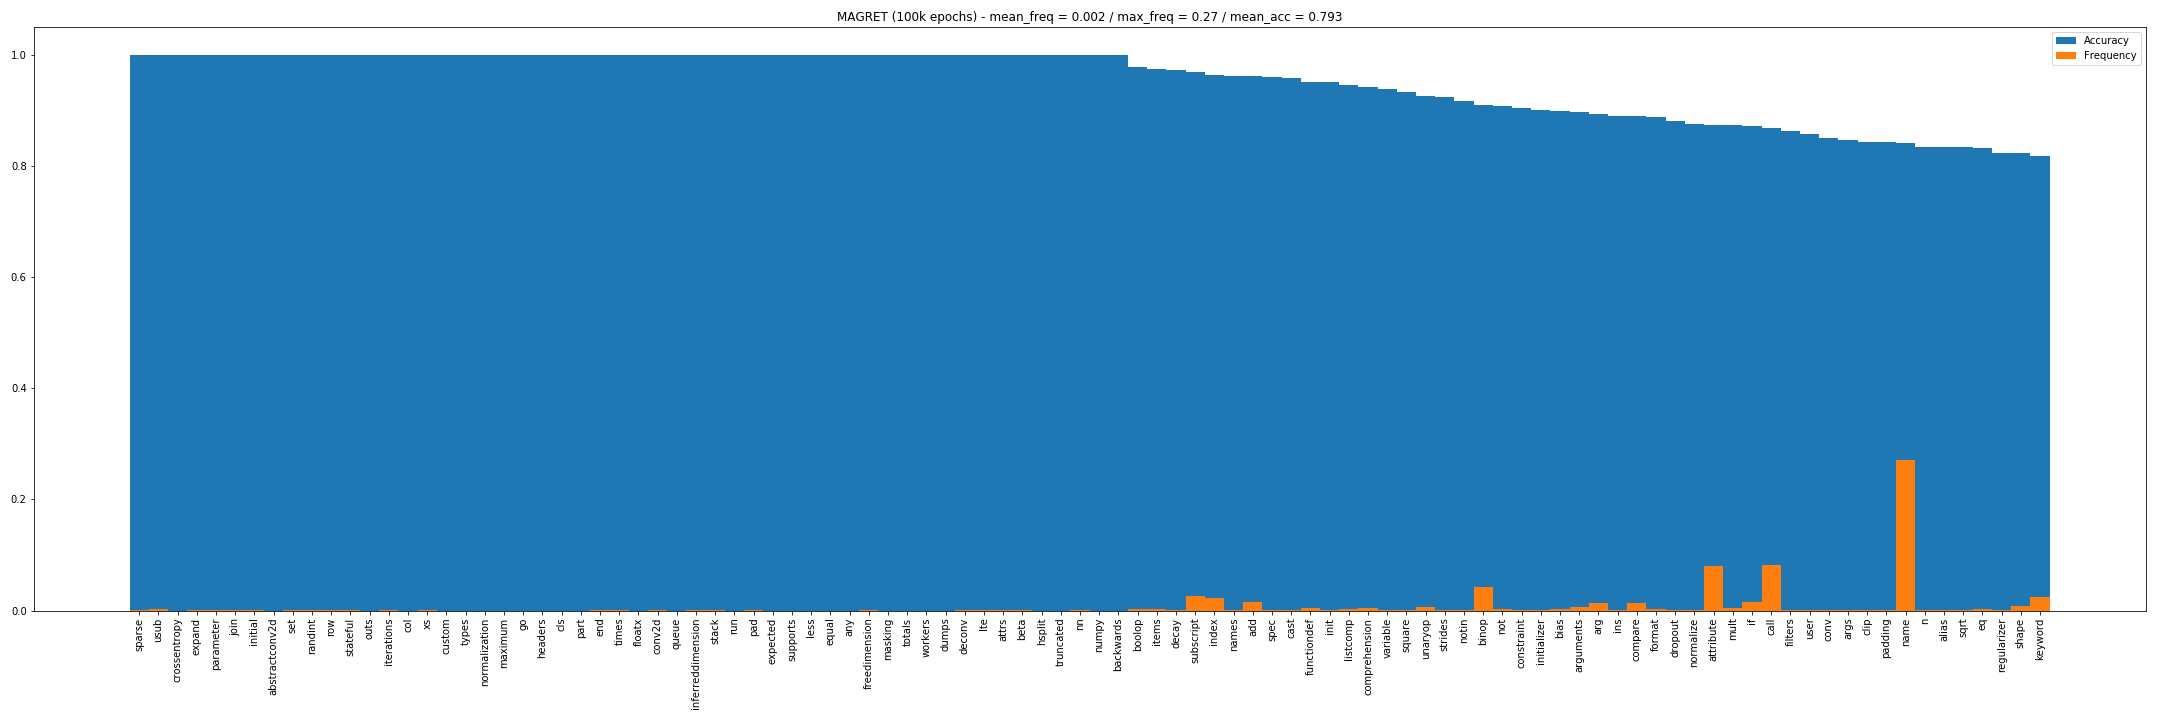 MAGRET (100k epochs) - mean_freq = 0.002 / max_freq = 0.27 / mean_acc = 0.793
Accuracy
Frequency
1.0
0.8
0.6
0.4
0.2
0.0
sparse
usub
crossentropy
expand
parameter
join
initial
abstractconv2d
set
randint
row
stateful
outs
iterations
col
xs
custom
types
normalization
maximum
go
headers
cls
part
end
times
floatx
conv2d
queue
inferreddimension
stack
run
pad
expected
supports
less
equal
any
freedimension
masking
totals
workers
dumps
deconv
lte
attrs
beta
hsplit
truncated
nn
numpy
backwards
boolop
items
decay
subscript
index
names
add
spec
cast
functiondef
init
listcomp
comprehension
variable
square
unaryop
strides
notin
binop
not
constraint
initializer
bias
arguments
arg
ins
compare
format
dropout
normalize
attribute
mult
if
call
filters
user
conv
args
clip
padding
name
n
alias
sqrt
eq
regularizer
shape
keyword